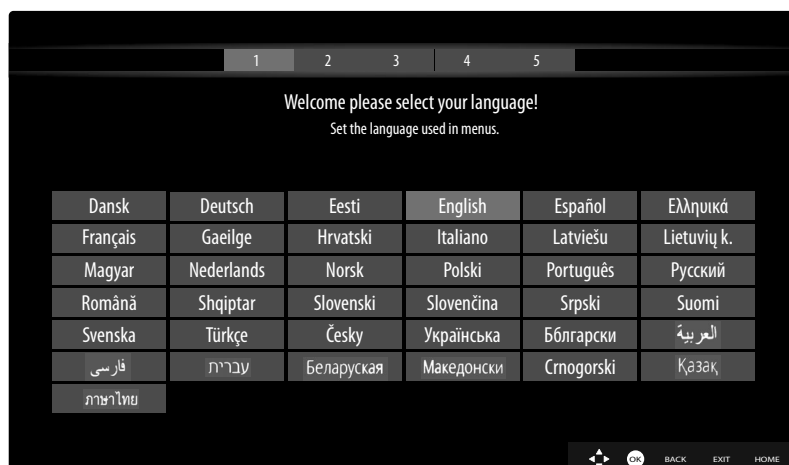 1 2 3 4 5
Welcome please select your language!
Set the language used in menus.
Dansk Deutsch Eesti English Español Ελληυικά
Français Gaeilge Hrvatski Italiano Latviešu Lietuvių k.
Magyar Nederlands Norsk Polski Português Русский
Română Shqiptar Slovenski Slovenčina Srpski Suomi
Svenska Türkçe Česky Українська Бблгарски العربية
فارسی עברית Беларуская Македонски Crnogorski Қазақ
ภาษาไทย
OK BACK EXIT HOME